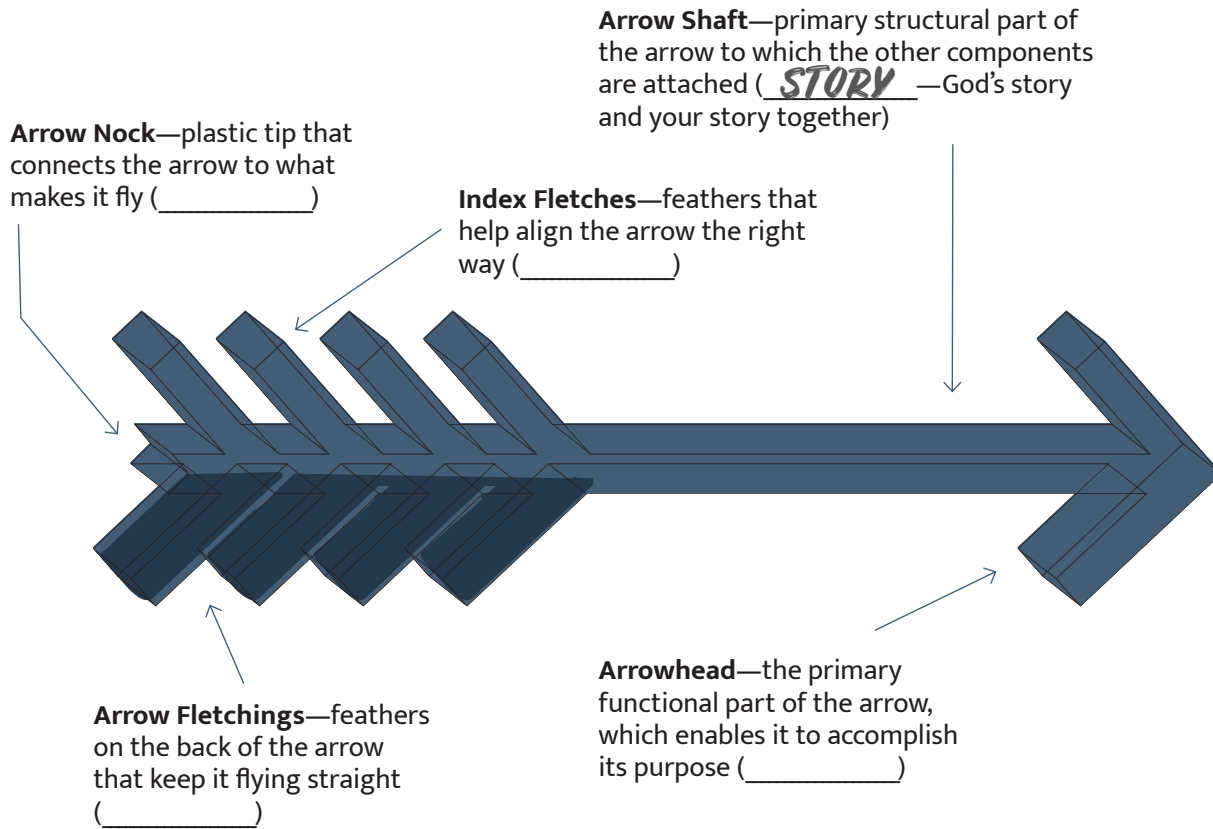 Arrow Shaft—primary structural part of
the arrow to which the other components
are attached (__STORY__—God’s story
and your story together)
Arrow Nock—plastic tip that
connects the arrow to what
makes it fly (____________)
Index Fletches—feathers that
help align the arrow the right
way (____________)
Arrow Fletchings—feathers
on the back of the arrow
that keep it flying straight
(____________)
Arrowhead—the primary
functional part of the arrow,
which enables it to accomplish
its purpose (____________)